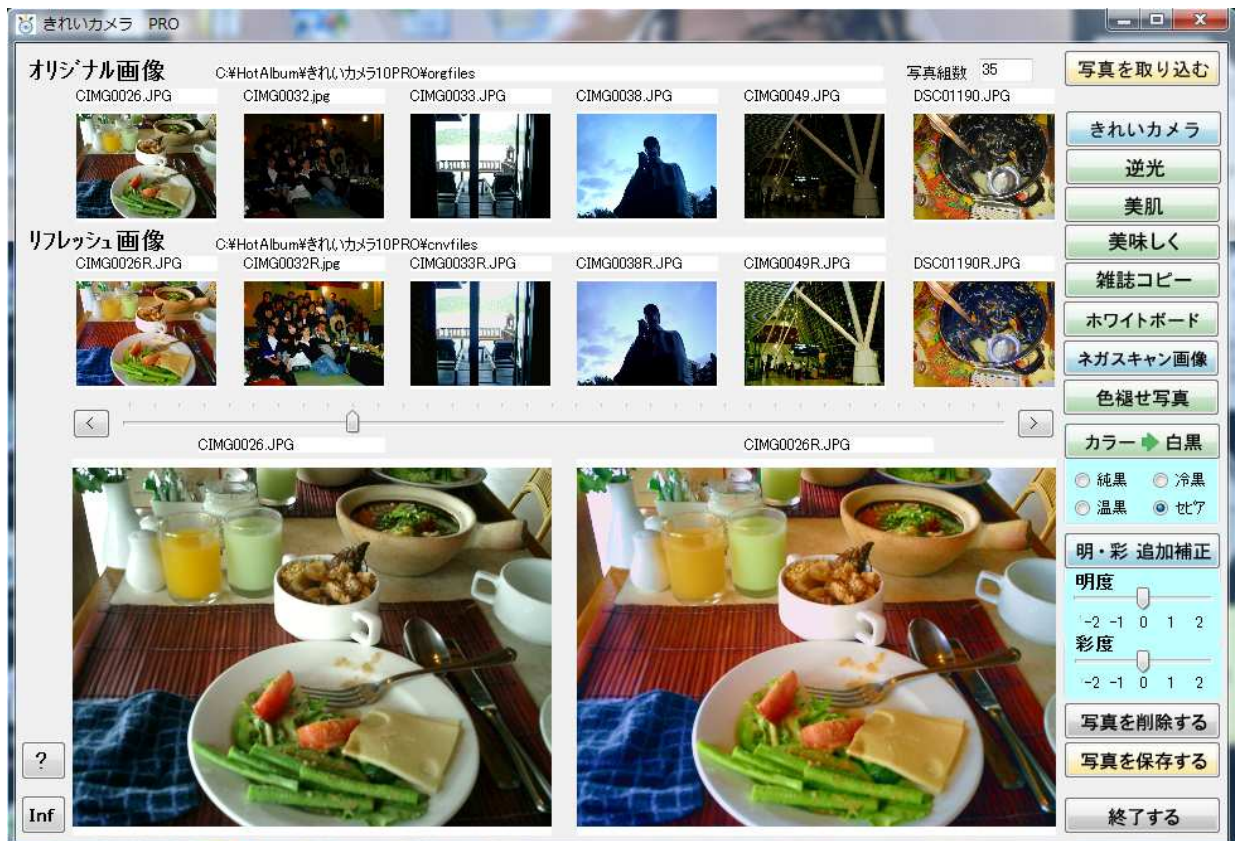 きれいカメラ PRO
オリジナル画像 C:¥HotAlbum¥きれいカメラ10PRO¥orgfiles 写真組数 35
CIMG0026.JPG CIMG0032.jpg CIMG0033.JPG CIMG0038.JPG CIMG0049.JPG DSC01190.JPG
リフレッシュ画像 C:¥HotAlbum¥きれいカメラ10PRO¥cnvfiles
CIMG0026R.JPG CIMG0032R.jpg CIMG0033R.JPG CIMG0038R.JPG CIMG0049R.JPG DSC01190R.JPG
< >
CIMG0026.JPG CIMG0026R.JPG
?
Inf
写真を取り込む
きれいカメラ
逆光
美肌
美味しく
雑誌コピー
ホワイトボード
ネガスキャン画像
色褪せ写真
カラー 白黒
純黒 冷黒
温黒 セピア
明・彩 追加補正
明度
-2 -1 0 1 2
彩度
-2 -1 0 1 2
写真を削除する
写真を保存する
終了する